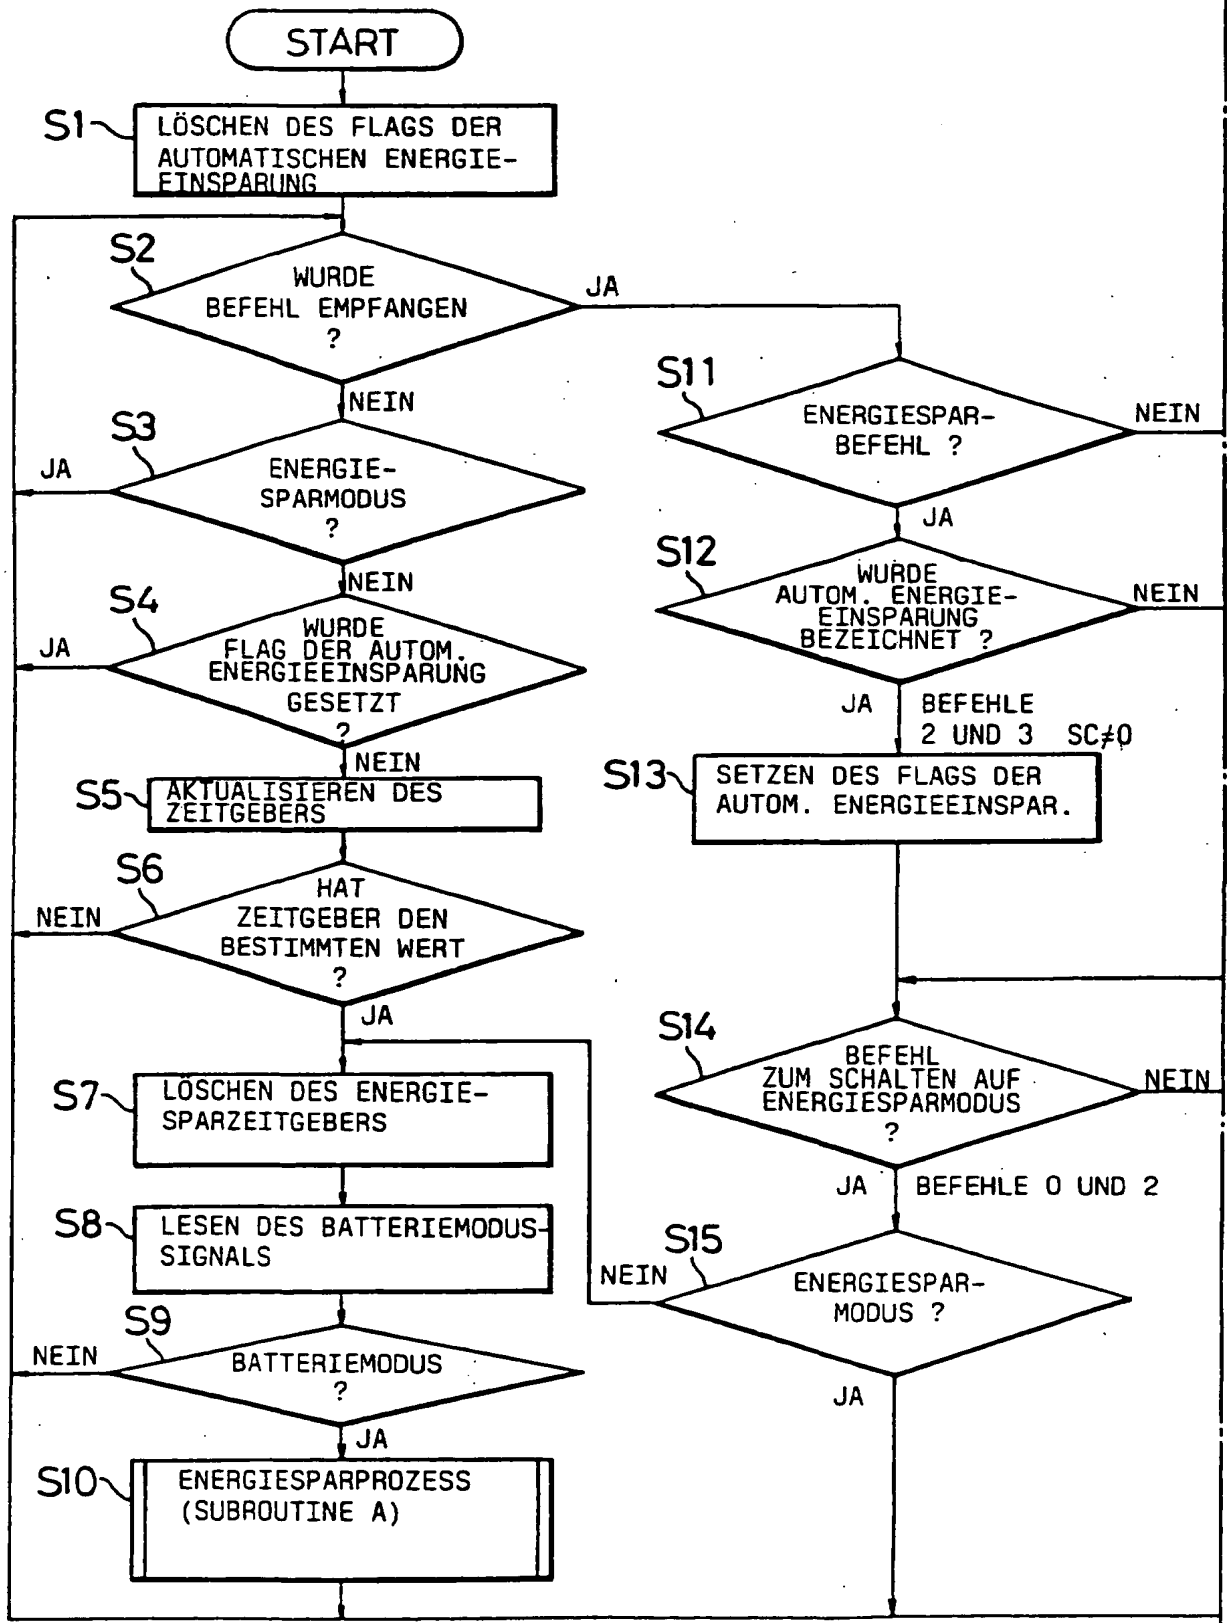 START
S1
LÖSCHEN DES FLAGS DER
AUTOMATISCHEN ENERGIE-
EINSPARUNG
S2
WURDE
BEFEHL EMPFANGEN
?
JA
NEIN
S3
ENERGIE-
SPARMODUS
?
JA
NEIN
S4
WURDE
FLAG DER AUTOM.
ENERGIEEINSPARUNG
GESETZT
?
JA
NEIN
S5
AKTUALISIEREN DES
ZEITGEBERS
S6
HAT
ZEITGEBER DEN
BESTIMMTEN WERT
?
NEIN
JA
S7
LÖSCHEN DES ENERGIE-
SPARZEITGEBERS
S8
LESEN DES BATTERIEMODUS-
SIGNALS
S9
BATTERIEMODUS
?
NEIN
JA
S10
ENERGIESPARPROZESS
(SUBROUTINE A)
S11
ENERGIESPAR-
BEFEHL ?
NEIN
JA
S12
WURDE
AUTOM. ENERGIE-
EINSPARUNG
BEZEICHNET ?
NEIN
JA
BEFEHLE
2 UND 3 SC≠0
S13
SETZEN DES FLAGS DER
AUTOM. ENERGIEEINSPAR.
S14
BEFEHL
ZUM SCHALTEN AUF
ENERGIESPARMODUS
?
NEIN
JA
BEFEHLE 0 UND 2
S15
ENERGIESPAR-
MODUS ?
NEIN
JA